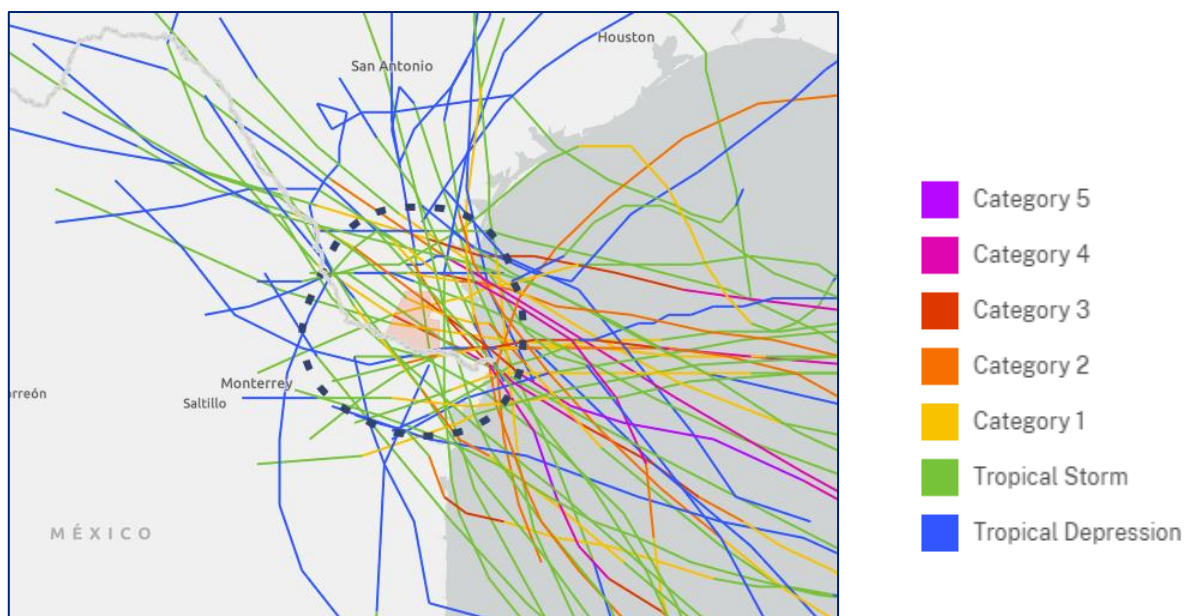 Houston
San Antonio
Monterrey
Saltillo
orreón
MÉXICO
Category 5
Category 4
Category 3
Category 2
Category 1
Tropical Storm
Tropical Depression